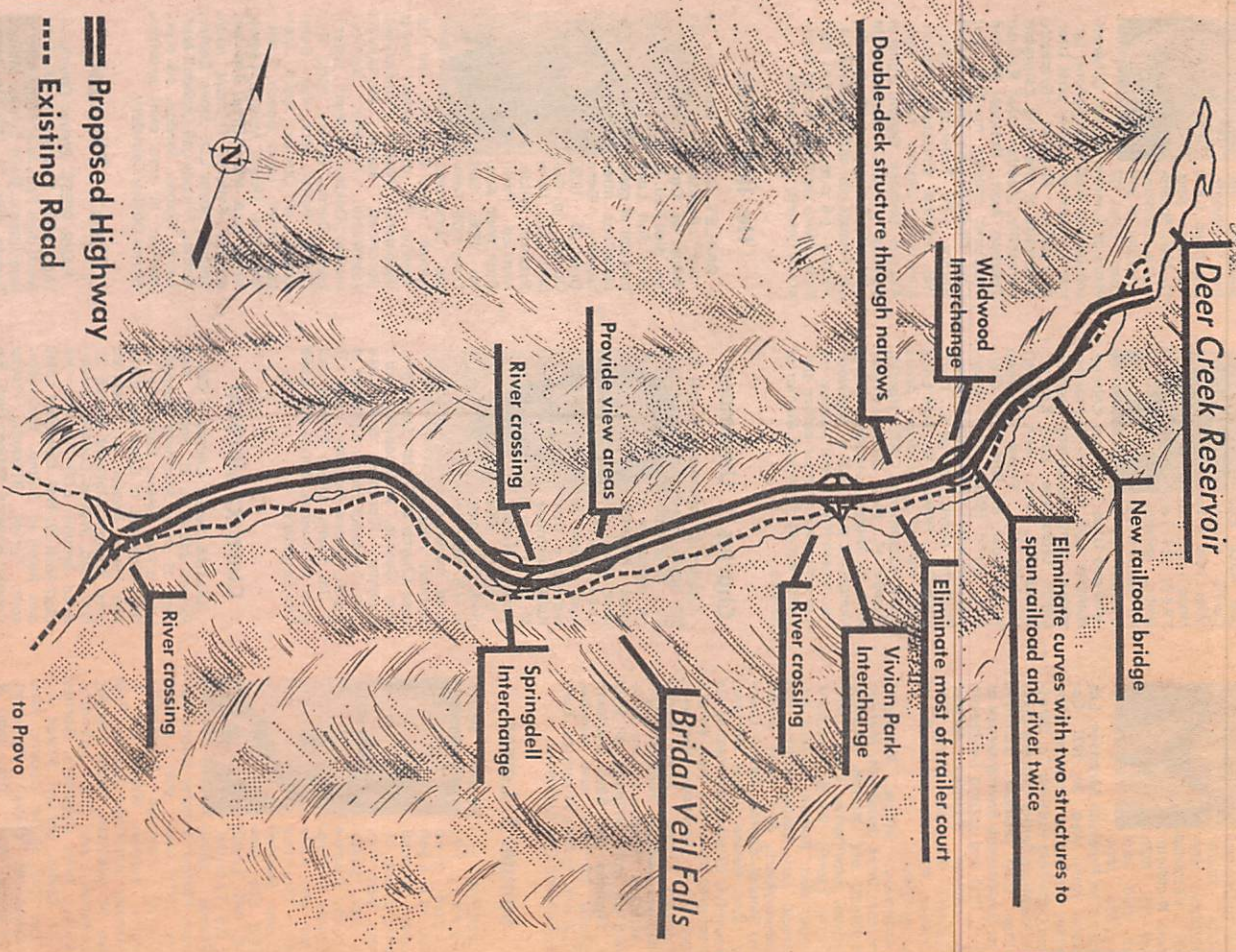 Deer Creek Reservoir
New railroad bridge
Eliminate curves with two structures to
span railroad and river twice
Wildwood
Interchange
Eliminate most of trailer court
Double-deck structure through narrows
Vivian Park
Interchange
River crossing
Bridal Veil Falls
Provide view areas
River crossing
Springdell
Interchange
River crossing
N
Proposed Highway
Existing Road
to Provo